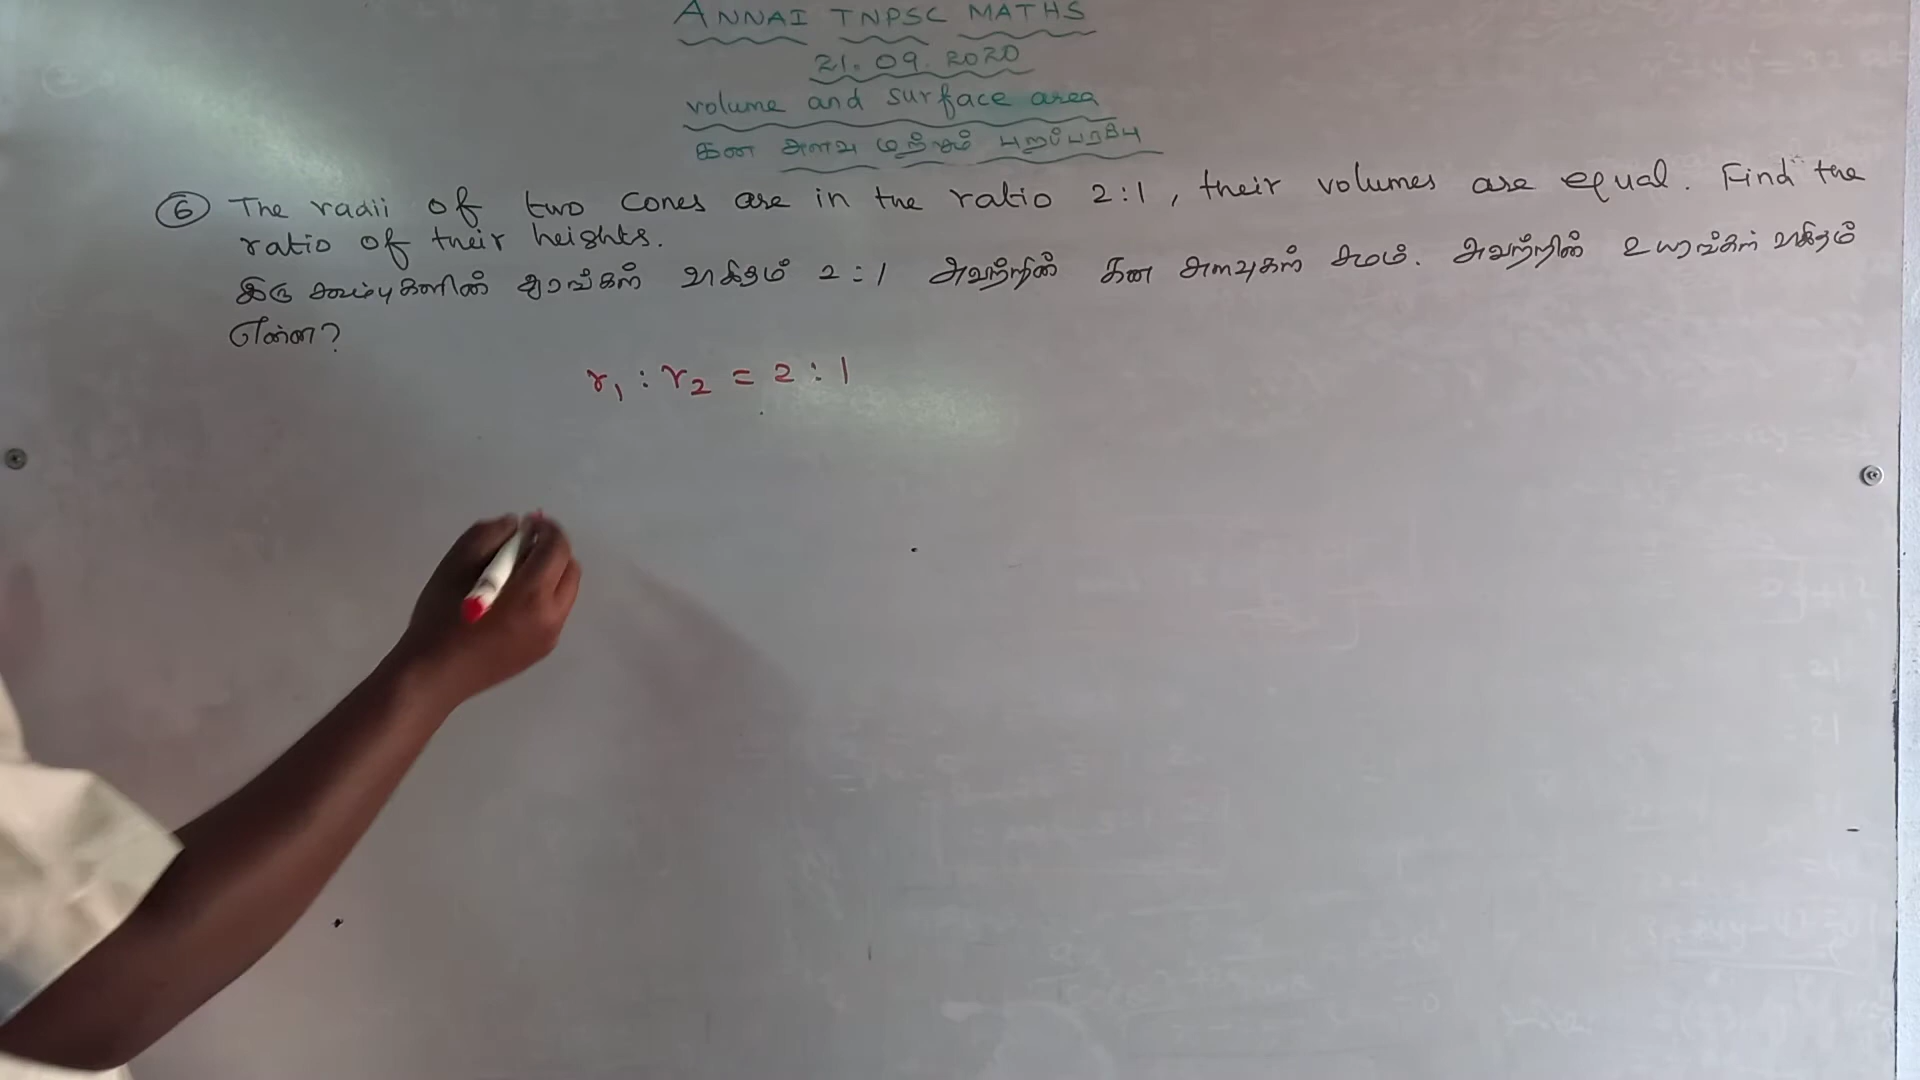 ANNAI TNPSC MATHS
21.09.2020
volume and surface area
கன அளவு மற்றும் புறப்பரப்பு
⑥ The radii of two cones are in the ratio 2:1, their volumes are equal. Find the
ratio of their heights.
இரு கூம்புகளின் ஆரங்கள் விகிதம் 2:1 அவற்றின் கன அளவுகள் சமம். அவற்றின் உயரங்கள் விகிதம்
என்ன?
r₁ : r₂ = 2 : 1